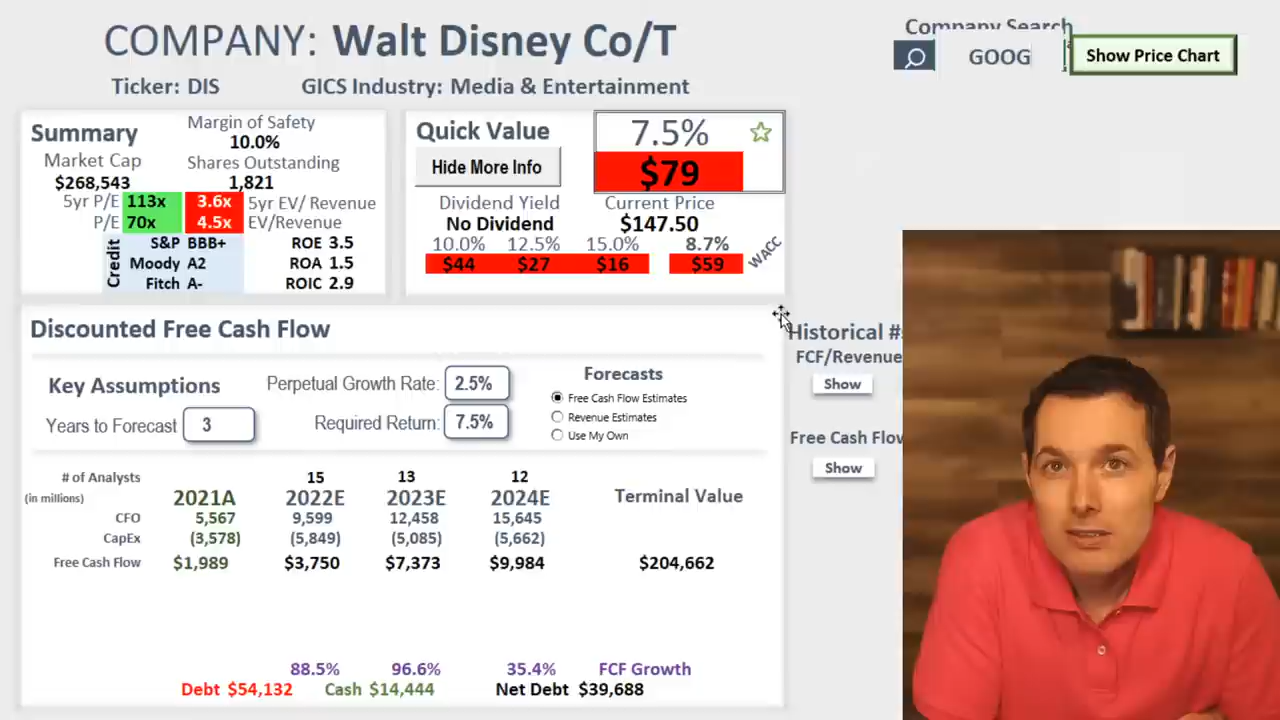 COMPANY: Walt Disney Co/T
Ticker: DIS GICS Industry: Media & Entertainment
Company Search
GOOG
Show Price Chart
Summary
Margin of Safety
10.0%
Market Cap Shares Outstanding
$268,543 1,821
5yr P/E 113x 3.6x 5yr EV/ Revenue
P/E 70x 4.5x EV/Revenue
Credit
S&P BBB+ ROE 3.5
Moody A2 ROA 1.5
Fitch A- ROIC 2.9
Quick Value 7.5%
Hide More Info $79
Dividend Yield Current Price
No Dividend $147.50
10.0% 12.5% 15.0% 8.7% WACC
$44 $27 $16 $59
Discounted Free Cash Flow
Key Assumptions
Perpetual Growth Rate: 2.5%
Years to Forecast 3
Required Return: 7.5%
Forecasts
Free Cash Flow Estimates
Revenue Estimates
Use My Own
# of Analysts 15 13 12
(in millions) 2021A 2022E 2023E 2024E Terminal Value
CFO 5,567 9,599 12,458 15,645
CapEx (3,578) (5,849) (5,085) (5,662)
Free Cash Flow $1,989 $3,750 $7,373 $9,984 $204,662
88.5% 96.6% 35.4% FCF Growth
Debt $54,132 Cash $14,444 Net Debt $39,688
Historical #
FCF/Revenue
Show
Free Cash Flow
Show